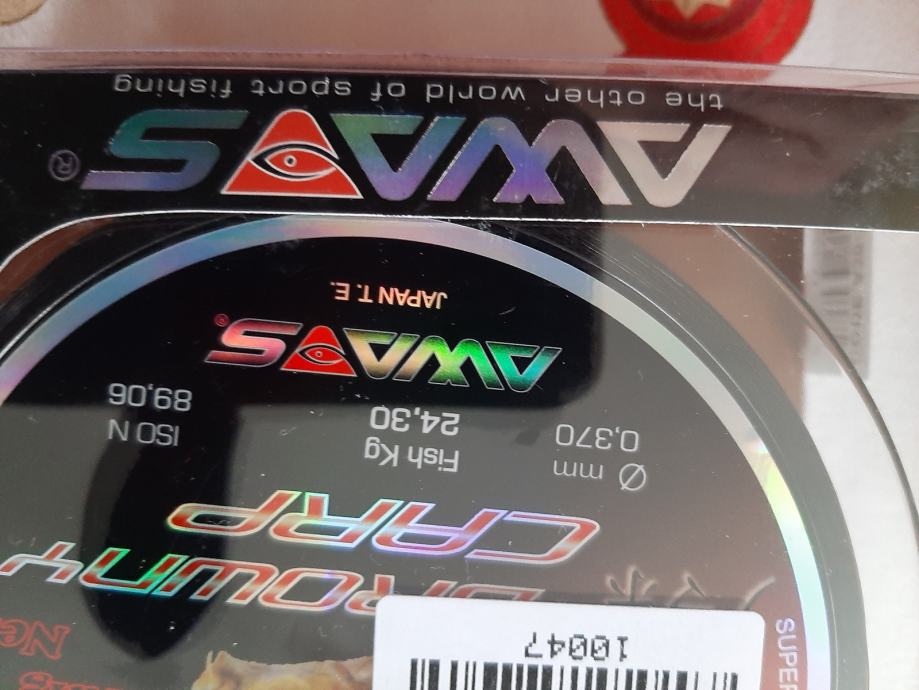 10047
BROWNY
CARP
Ø mm
0,370
Fish Kg
24,30
ISO N
89,06
AWAS®
JAPAN T.E.
AWAS®
the other world of sport fishing